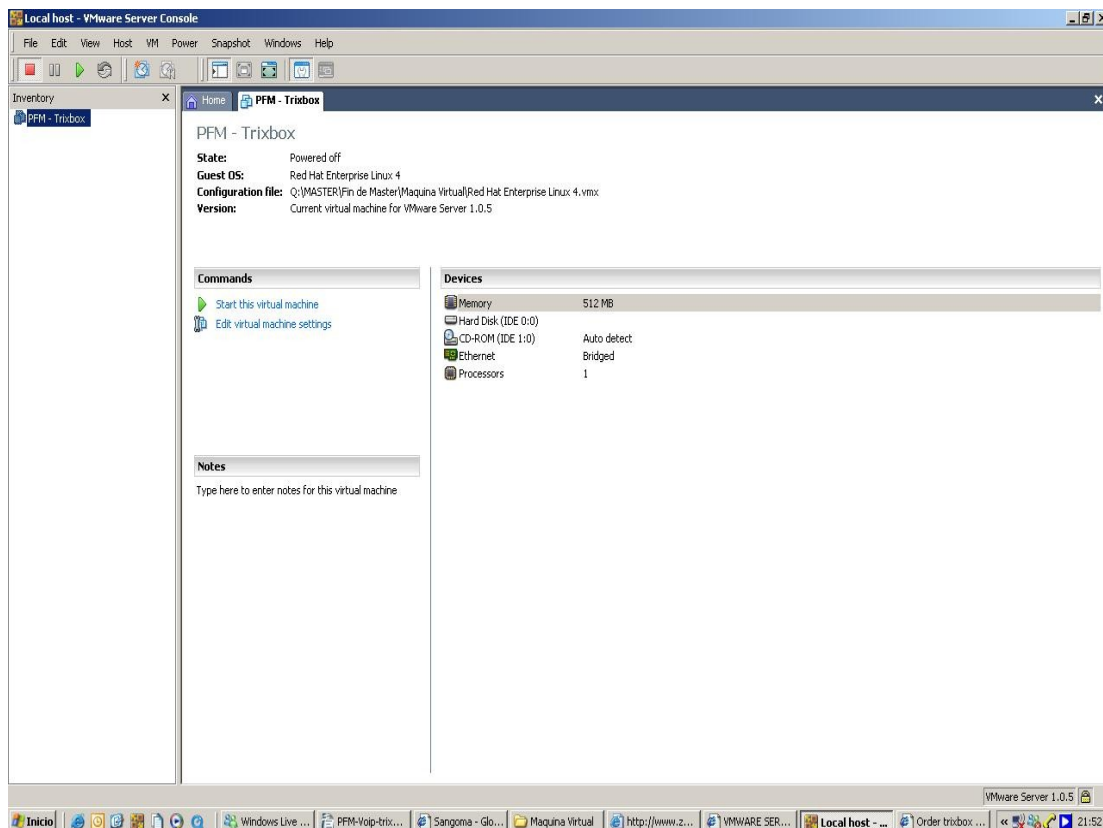 Local host - VMware Server Console
File Edit View Host VM Power Snapshot Windows Help
Inventory
PFM - Trixbox
Home PFM - Trixbox
PFM - Trixbox
State: Powered off
Guest OS: Red Hat Enterprise Linux 4
Configuration file: Q:\MASTER\Fin de Master\Maquina Virtual\Red Hat Enterprise Linux 4.vmx
Version: Current virtual machine for VMware Server 1.0.5
Commands
Start this virtual machine
Edit virtual machine settings
Devices
Memory 512 MB
Hard Disk (IDE 0:0)
CD-ROM (IDE 1:0) Auto detect
Ethernet Bridged
Processors 1
Notes
Type here to enter notes for this virtual machine
VMware Server 1.0.5
Inicio Windows Live ... PFM-Voip-trix... Sangoma - Glo... Maquina Virtual http://www.z... VMWARE SER... Local host - ... Order trixbox ... « 21:52